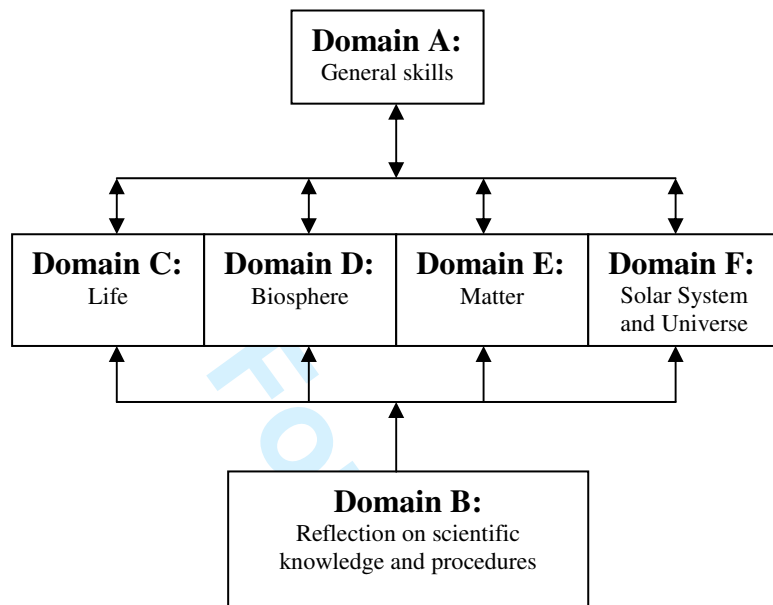 Domain A:
General skills
Domain C:
Life
Domain D:
Biosphere
Domain E:
Matter
Domain F:
Solar System
and Universe
Fo
Domain B:
Reflection on scientific
knowledge and procedures